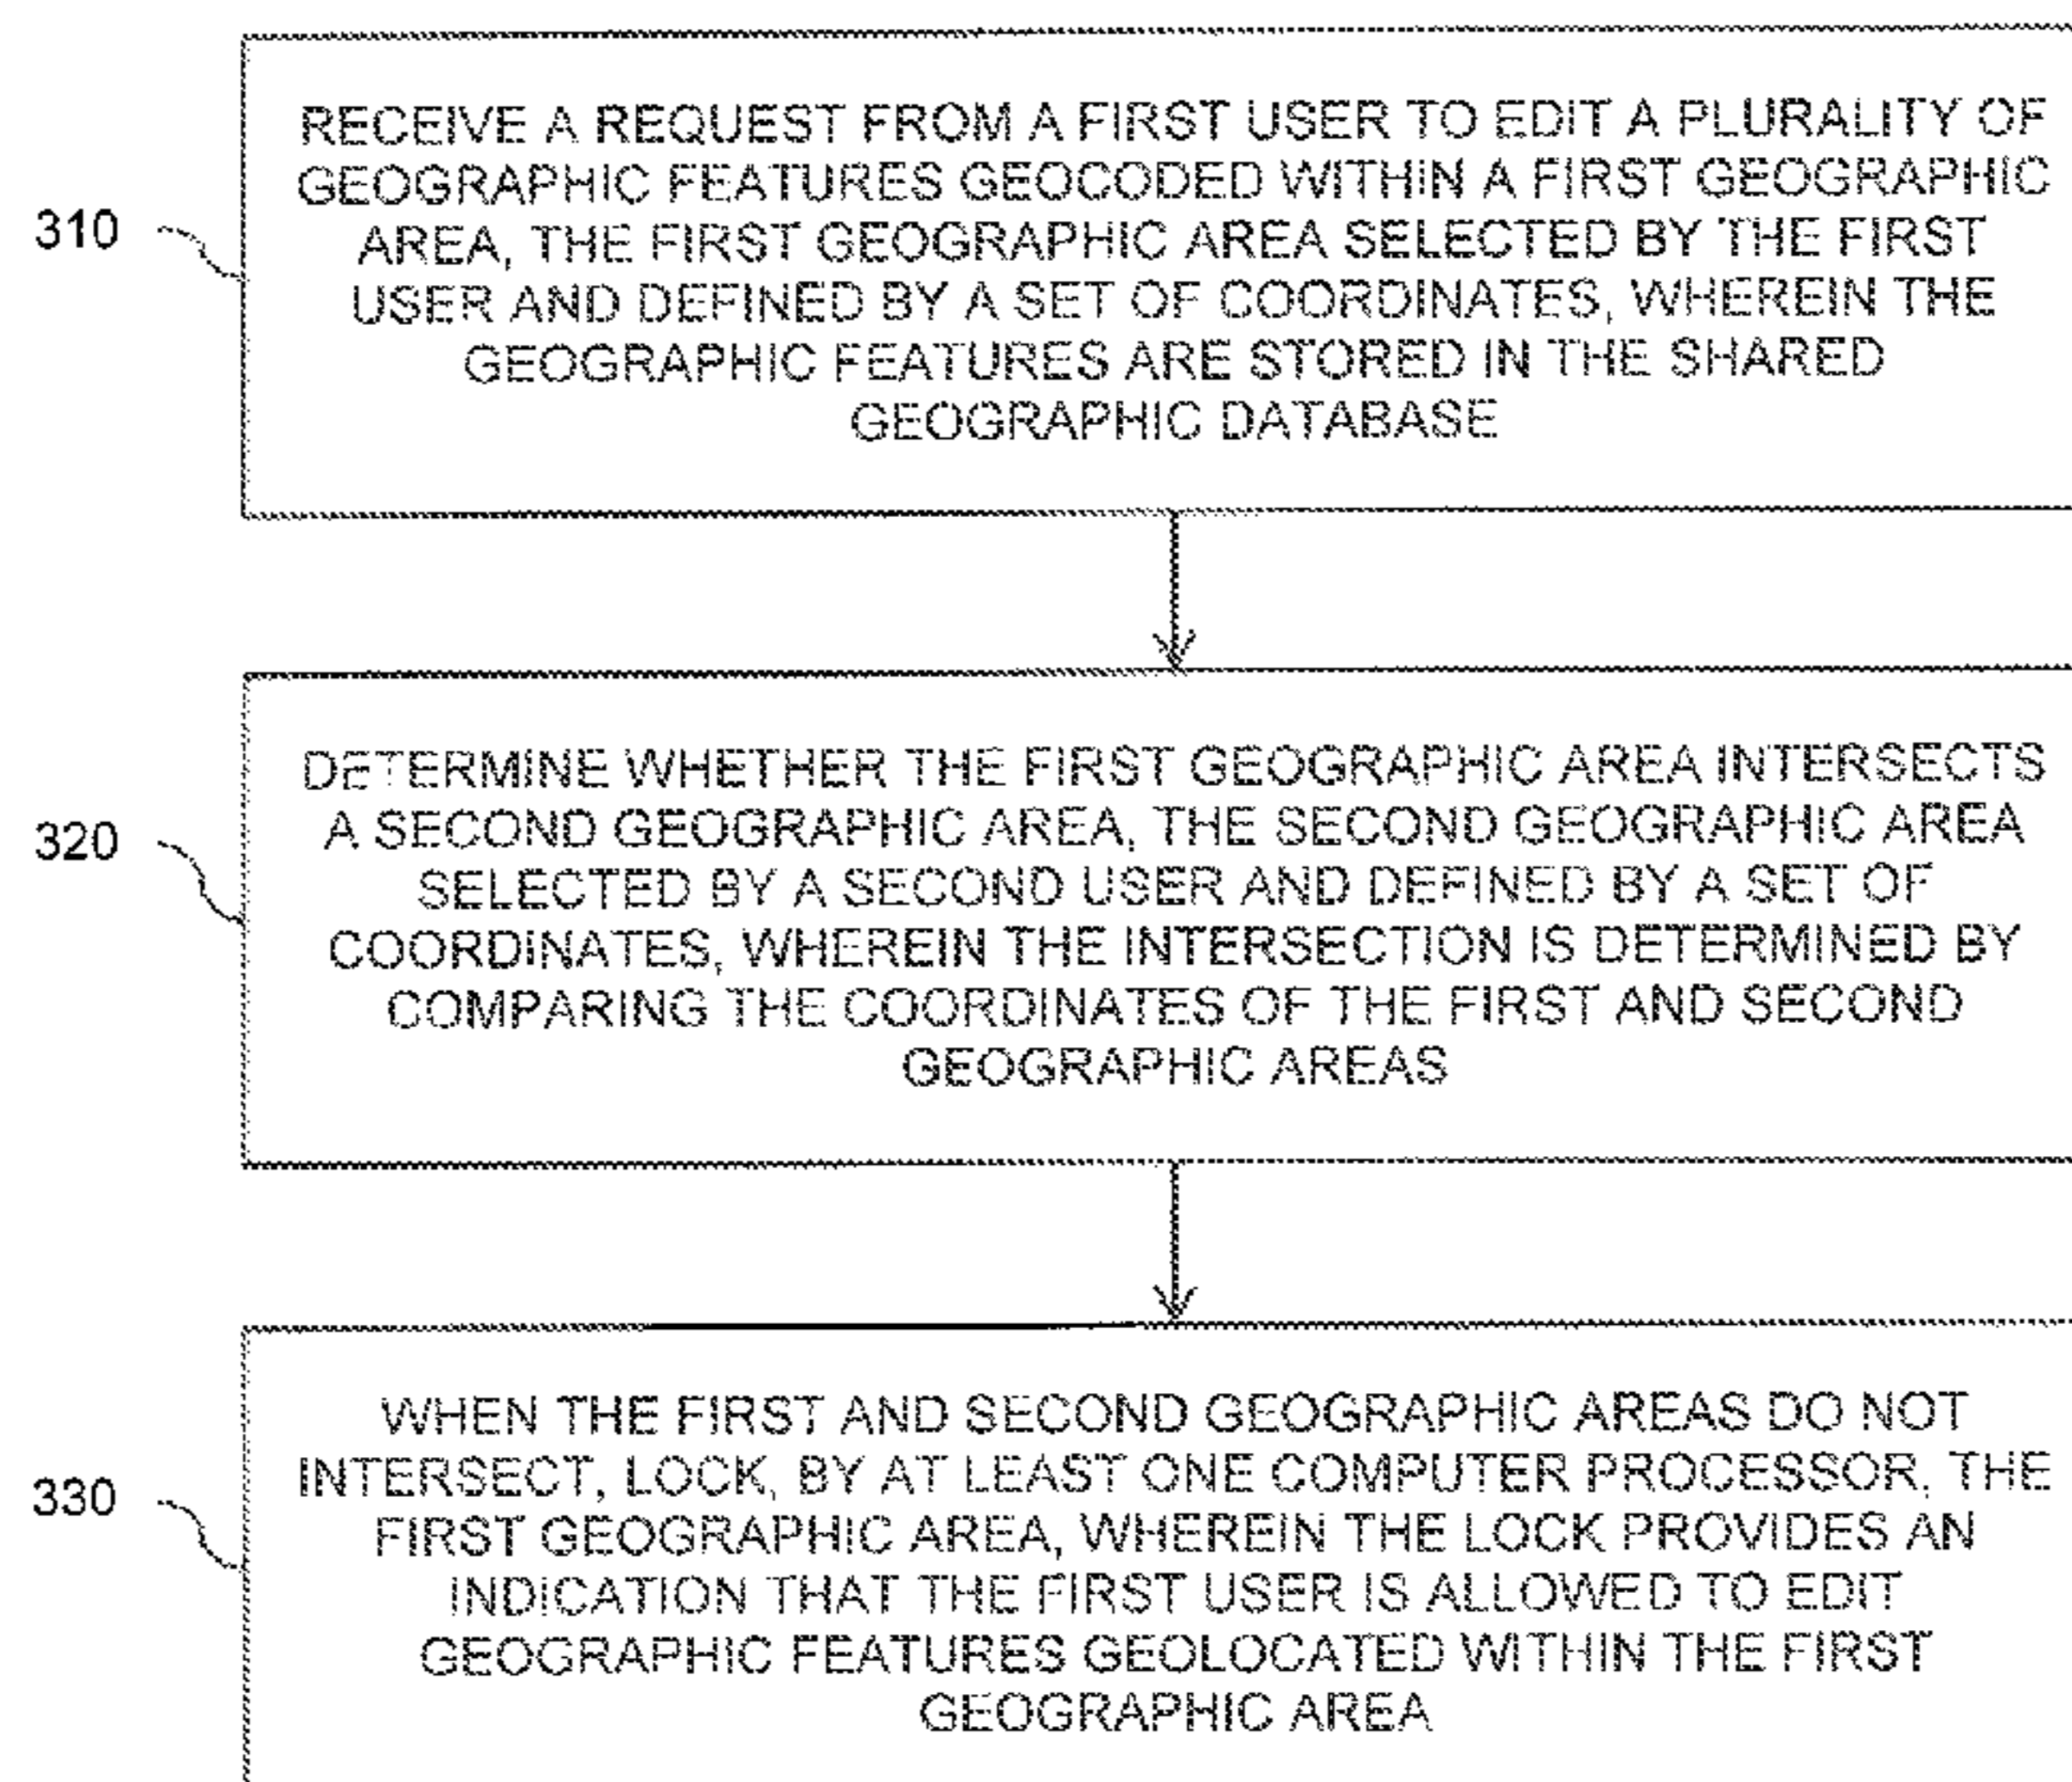 RECEIVE A REQUEST FROM A FIRST USER TO EDIT A PLURALITY OF
GEOGRAPHIC FEATURES GEOCODED WITHIN A FIRST GEOGRAPHIC
310
AREA, THE FIRST GEOGRAPHIC AREA SELECTED BY THE FIRST
USER AND DEFINED BY A SET OF COORDINATES, WHEREIN THE
GEOGRAPHIC FEATURES ARE STORED IN THE SHARED
GEOGRAPHIC DATABASE
DETERMINE WHETHER THE FIRST GEOGRAPHIC AREA INTERSECTS
320
A SECOND GEOGRAPHIC AREA, THE SECOND GEOGRAPHIC AREA
SELECTED BY A SECOND USER AND DEFINED BY A SET OF
COORDINATES, WHEREIN THE INTERSECTION IS DETERMINED BY
COMPARING THE COORDINATES OF THE FIRST AND SECOND
GEOGRAPHIC AREAS
WHEN THE FIRST AND SECOND GEOGRAPHIC AREAS DO NOT
INTERSECT, LOCK, BY AT LEAST ONE COMPUTER PROCESSOR, THE
330
FIRST GEOGRAPHIC AREA, WHEREIN THE LOCK PROVIDES AN
INDICATION THAT THE FIRST USER IS ALLOWED TO EDIT
GEOGRAPHIC FEATURES GEOLOCATED WITHIN THE FIRST
GEOGRAPHIC AREA